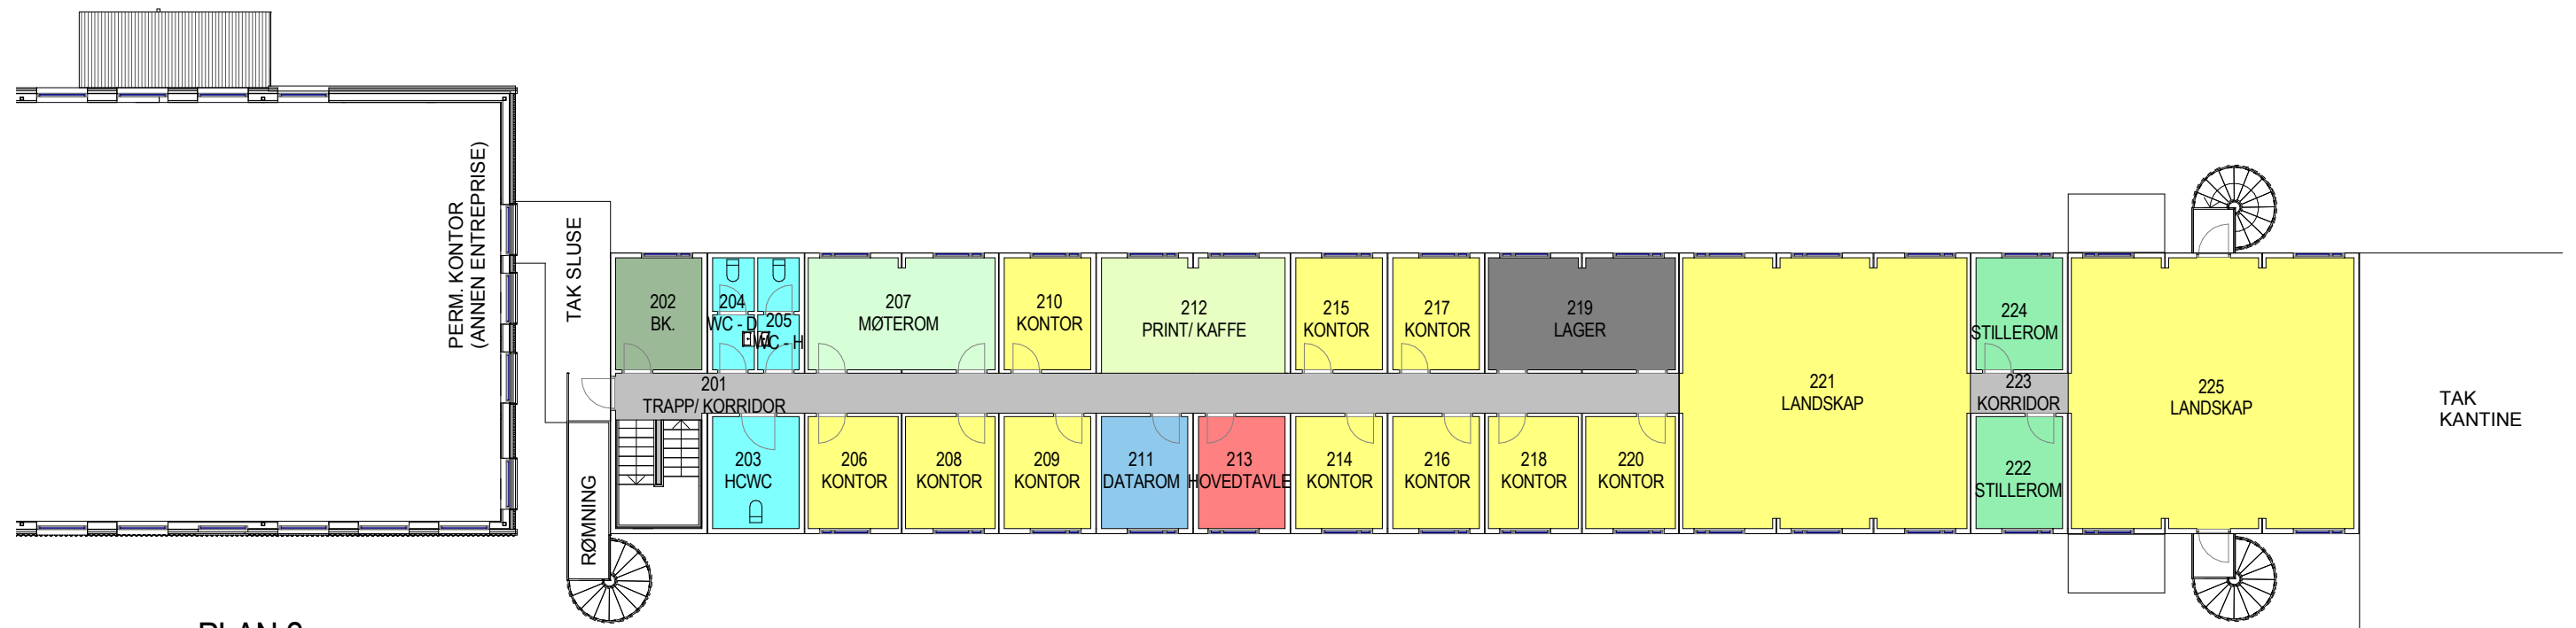 PERM. KONTOR
(ANNEN ENTREPRISE)
TAK SLUSE
RØMNING
202
BK.
204
WC - D
205
WC - H
207
MØTEROM
210
KONTOR
212
PRINT/ KAFFE
215
KONTOR
217
KONTOR
219
LAGER
201
TRAPP/ KORRIDOR
221
LANDSKAP
224
STILLEROM
223
KORRIDOR
225
LANDSKAP
TAK
KANTINE
203
HCWC
206
KONTOR
208
KONTOR
209
KONTOR
211
DATAROM
213
HOVEDTAVLE
214
KONTOR
216
KONTOR
218
KONTOR
220
KONTOR
222
STILLEROM
PLAN